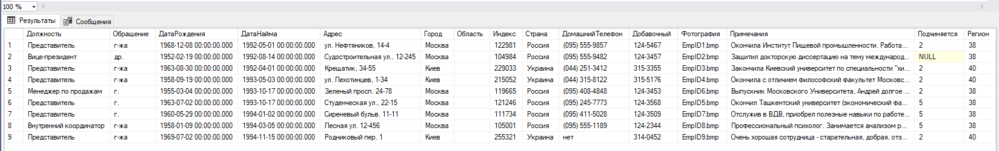 100 %
Результаты Сообщения
Должность Обращение ДатаРождения ДатаНайма Адрес Город Область Индекс Страна ДомашнийТелефон Добавочный Фотография Примечания Подчиняется Регион
1 Представитель г-жа 1968-12-08 00:00:00.000 1992-05-01 00:00:00.000 ул. Нефтяников, 14-4 Москва 122981 Россия (095) 555-9857 124-5467 EmpID1.bmp Окончила Институт Пищевой промышленности. Работа... 2 38
2 Вице-президент др. 1952-02-19 00:00:00.000 1992-08-14 00:00:00.000 Судостроительная ул., 12-245 Москва 104984 Россия (095) 555-9482 124-3457 EmpID2.bmp Защитил докторскую диссертацию на тему международ... NULL 38
3 Представитель г-жа 1963-08-30 00:00:00.000 1992-04-01 00:00:00.000 Крещатик, 34-55 Киев 229033 Украина (044) 251-3412 315-3355 EmpID3.bmp Закончила Киевский университет по специальности "хи... 2 40
4 Представитель г-жа 1958-09-19 00:00:00.000 1993-05-03 00:00:00.000 ул. Пехотинцев, 1-34 Киев 215052 Украина (044) 315-8122 315-5176 EmpID4.bmp Окончила с отличием философский факультет Московс... 2 40
5 Менеджер по продажам г. 1955-03-04 00:00:00.000 1993-10-17 00:00:00.000 Зеленый просп. 24-78 Москва 119665 Россия (095) 408-4848 124-3453 EmpID6.bmp Выпускник Московского Университета, Андрей долгое ... 2 38
6 Представитель г. 1963-07-02 00:00:00.000 1993-10-17 00:00:00.000 Студенческая ул., 22-15 Москва 121246 Россия (095) 245-7773 124-3568 EmpID5.bmp Окончил Ташкентский университет (экономический фа... 5 38
7 Представитель г. 1960-05-29 00:00:00.000 1994-01-02 00:00:00.000 Сиреневый бульв. 11-11 Москва 111734 Россия (095) 411-5028 124-3509 EmpID7.bmp Отслужив в ВДВ, приобрел полезные навыки по работе... 5 38
8 Внутренний координатор г-жа 1958-01-09 00:00:00.000 1994-03-05 00:00:00.000 Лесная ул. 12-456 Москва 105001 Россия (095) 555-1189 124-2344 EmpID8.bmp Профессиональный психолог. Занимается анализом р... 5 38
9 Представитель г-жа 1969-07-02 00:00:00.000 1994-11-15 00:00:00.000 Родниковый пер. 1 Киев 255321 Украина нет 314-0452 EmpID9.bmp Очень хорошая сотрудница - старательная, добрая, отз... 2 40